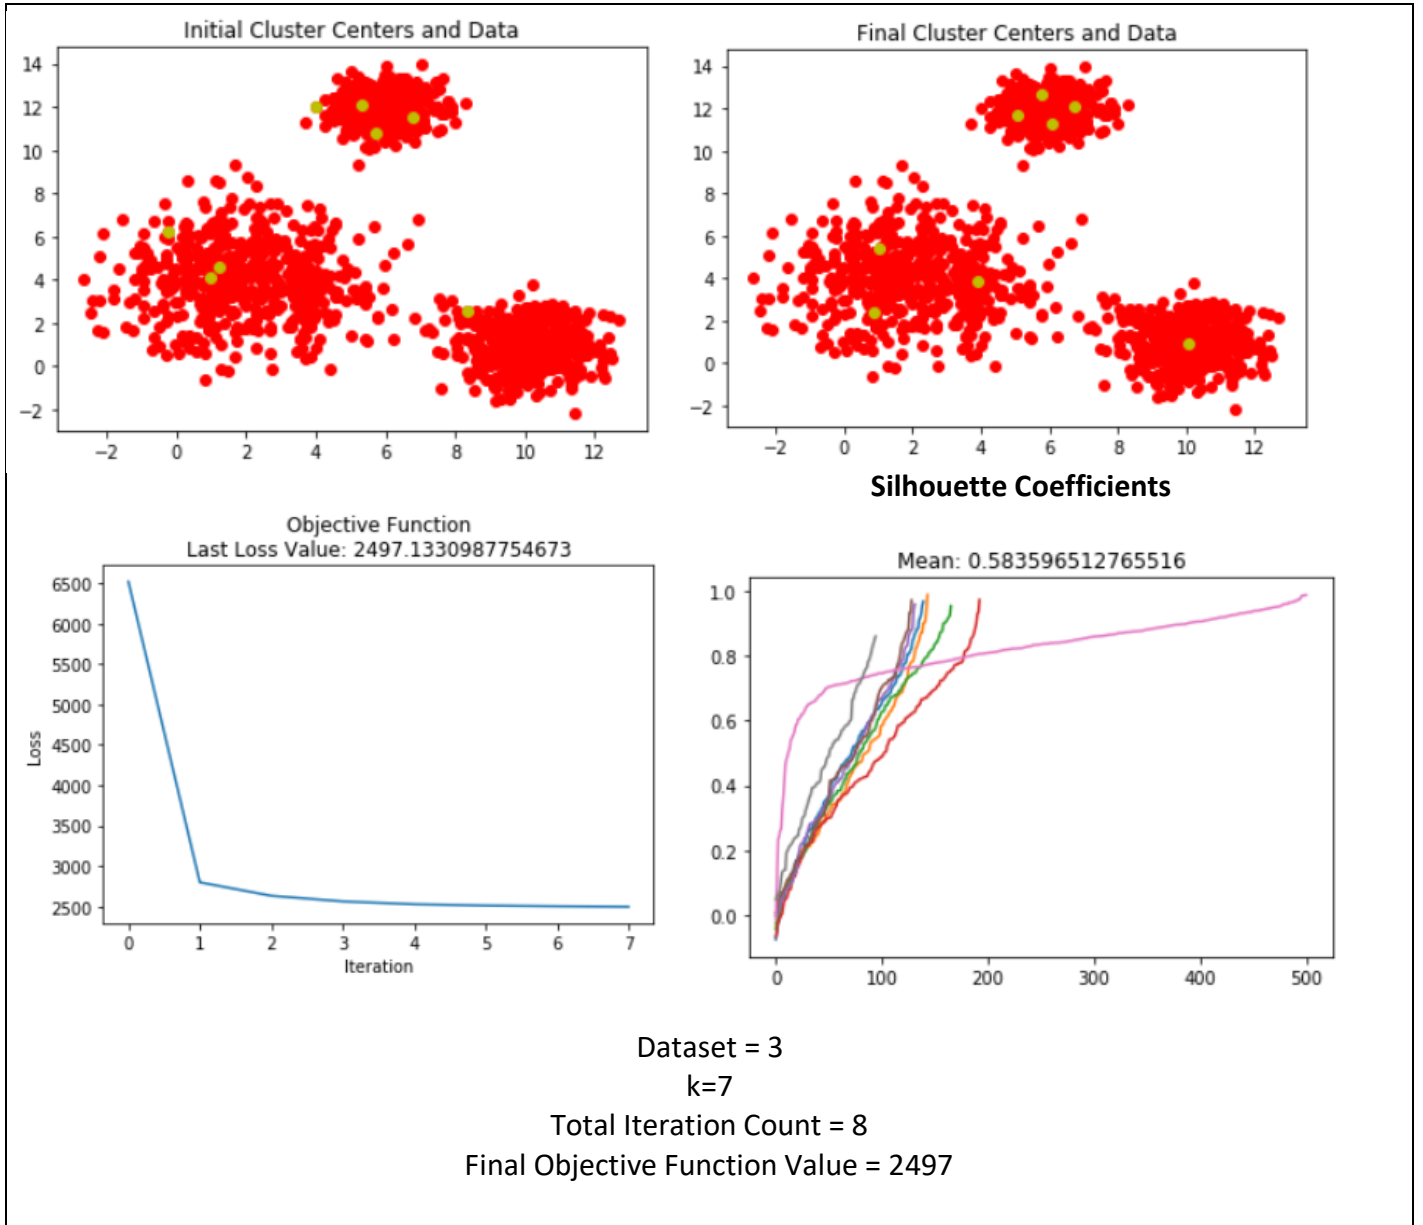 Initial Cluster Centers and Data
14
12
10
8
6
4
2
0
−2
−2 0 2 4 6 8 10 12
Final Cluster Centers and Data
14
12
10
8
6
4
2
0
−2
−2 0 2 4 6 8 10 12
Silhouette Coefficients
Objective Function
Last Loss Value: 2497.1330987754673
6500
6000
5500
5000
4500
4000
3500
3000
2500
Loss
0 1 2 3 4 5 6 7
Iteration
Mean: 0.583596512765516
1.0
0.8
0.6
0.4
0.2
0.0
0 100 200 300 400 500
Dataset = 3
k=7
Total Iteration Count = 8
Final Objective Function Value = 2497